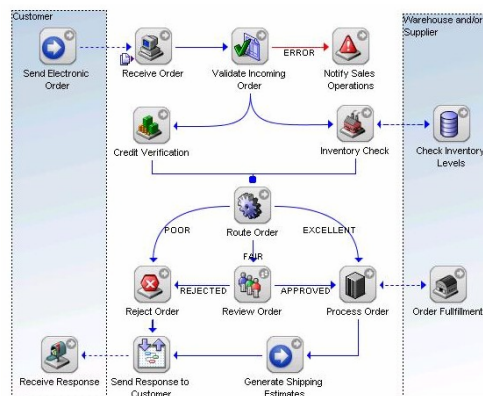 Customer
Warehouse and/or
Supplier
Send Electronic
Order
Receive Order
Validate Incoming
Order
ERROR
Notify Sales
Operations
Credit Verification
Inventory Check
Check Inventory
Levels
POOR
Route Order
EXCELLENT
FAIR
Reject Order
REJECTED
Review Order
APPROVED
Process Order
Order Fullfillment
Receive Response
Send Response to
Customer
Generate Shipping
Estimates